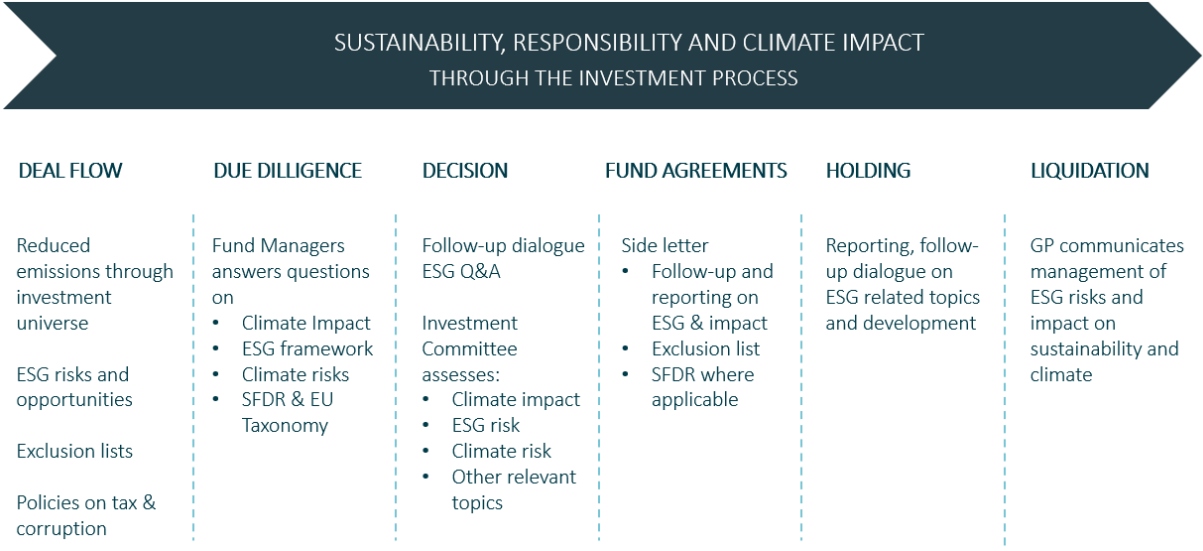 SUSTAINABILITY, RESPONSIBILITY AND CLIMATE IMPACT
THROUGH THE INVESTMENT PROCESS
DEAL FLOW
Reduced
emissions through
investment
universe
ESG risks and
opportunities
Exclusion lists
Policies on tax &
corruption
DUE DILLIGENCE
Fund Managers
answers questions
on
• Climate Impact
• ESG framework
• Climate risks
• SFDR & EU
Taxonomy
DECISION
Follow-up dialogue
ESG Q&A
Investment
Committee
assesses:
• Climate impact
• ESG risk
• Climate risk
• Other relevant
topics
FUND AGREEMENTS
Side letter
• Follow-up and
reporting on
ESG & impact
• Exclusion list
• SFDR where
applicable
HOLDING
Reporting, follow-
up dialogue on
ESG related topics
and development
LIQUIDATION
GP communicates
management of
ESG risks and
impact on
sustainability and
climate